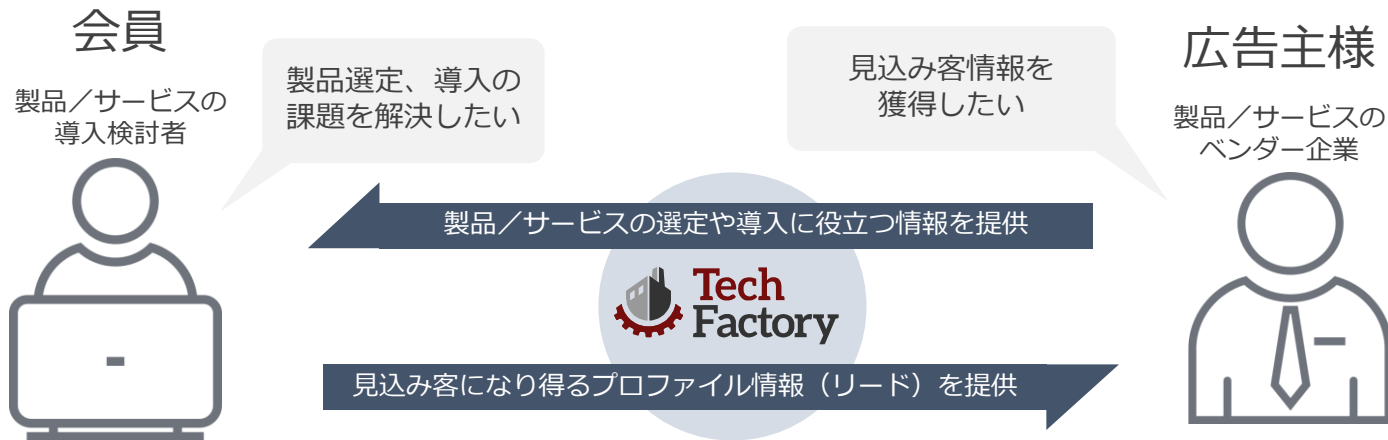 会員
製品／サービスの
導入検討者
製品選定、導入の
課題を解決したい
見込み客情報を
獲得したい
広告主様
製品／サービスの
ベンダー企業
製品／サービスの選定や導入に役立つ情報を提供
Tech
Factory
見込み客になり得るプロファイル情報（リード）を提供